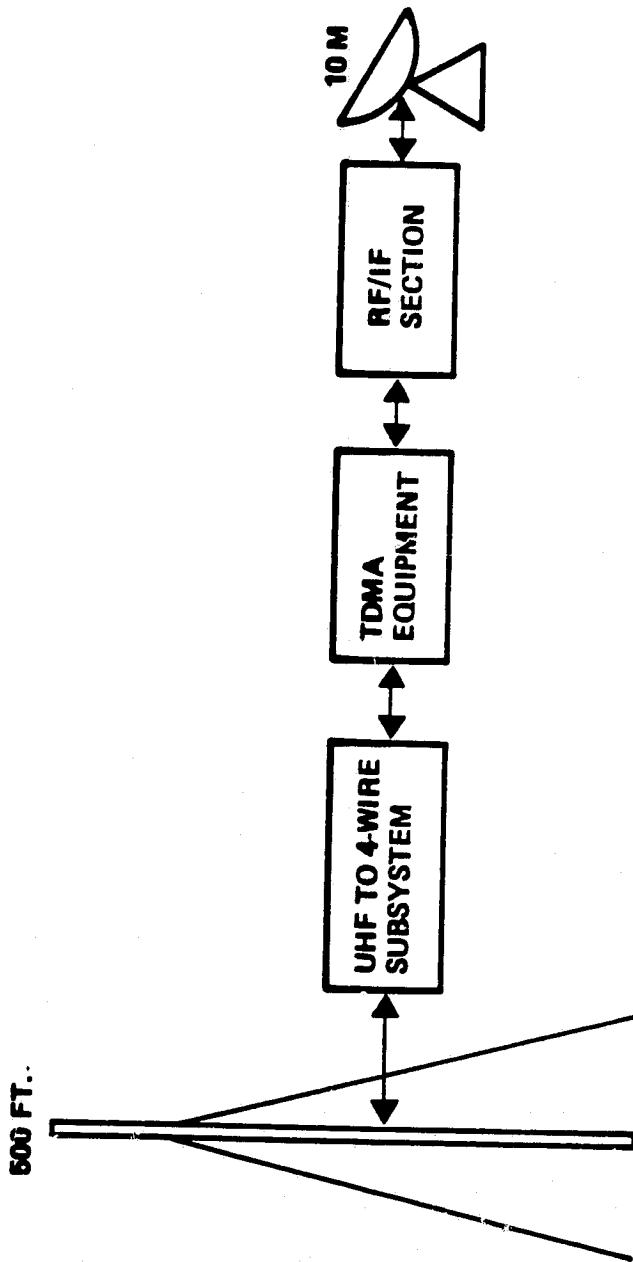 500 FT.
UHF TO 4-WIRE
SUBSYSTEM
TDMA
EQUIPMENT
RF/IF
SECTION
10 M